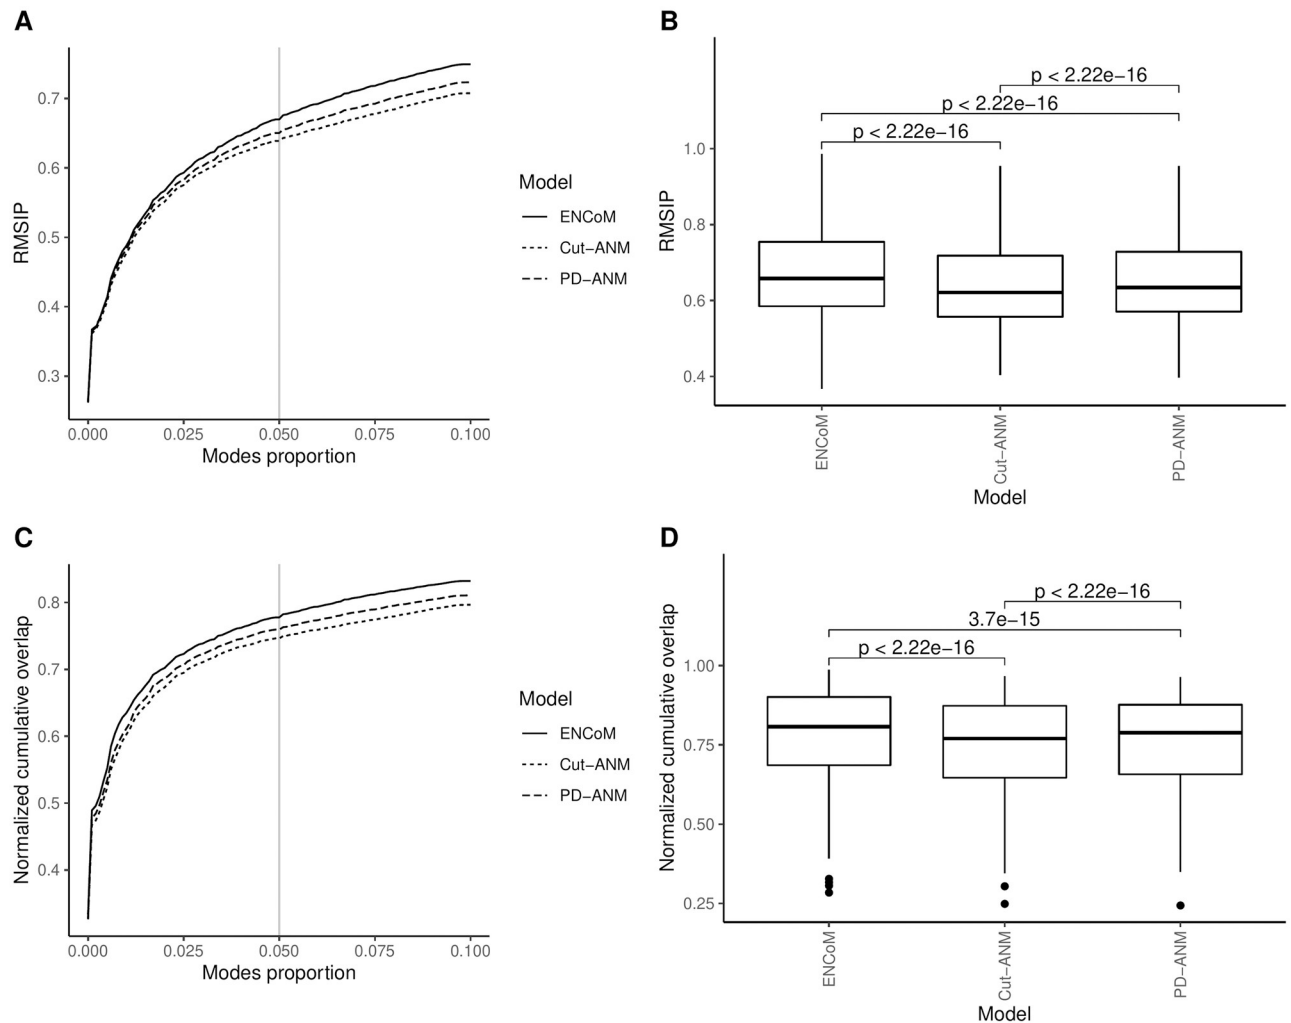 A
RMSIP
0.7
0.6
0.5
0.4
0.3
0.000
0.025
0.050
0.075
0.100
Modes proportion
Model
ENCoM
Cut−ANM
PD−ANM
B
RMSIP
1.0
0.8
0.6
0.4
p < 2.22e−16
p < 2.22e−16
p < 2.22e−16
ENCoM
Cut−ANM
PD−ANM
Model
C
Normalized cumulative overlap
0.8
0.7
0.6
0.5
0.4
0.000
0.025
0.050
0.075
0.100
Modes proportion
Model
ENCoM
Cut−ANM
PD−ANM
D
Normalized cumulative overlap
1.00
0.75
0.50
0.25
p < 2.22e−16
3.7e−15
p < 2.22e−16
ENCoM
Cut−ANM
PD−ANM
Model